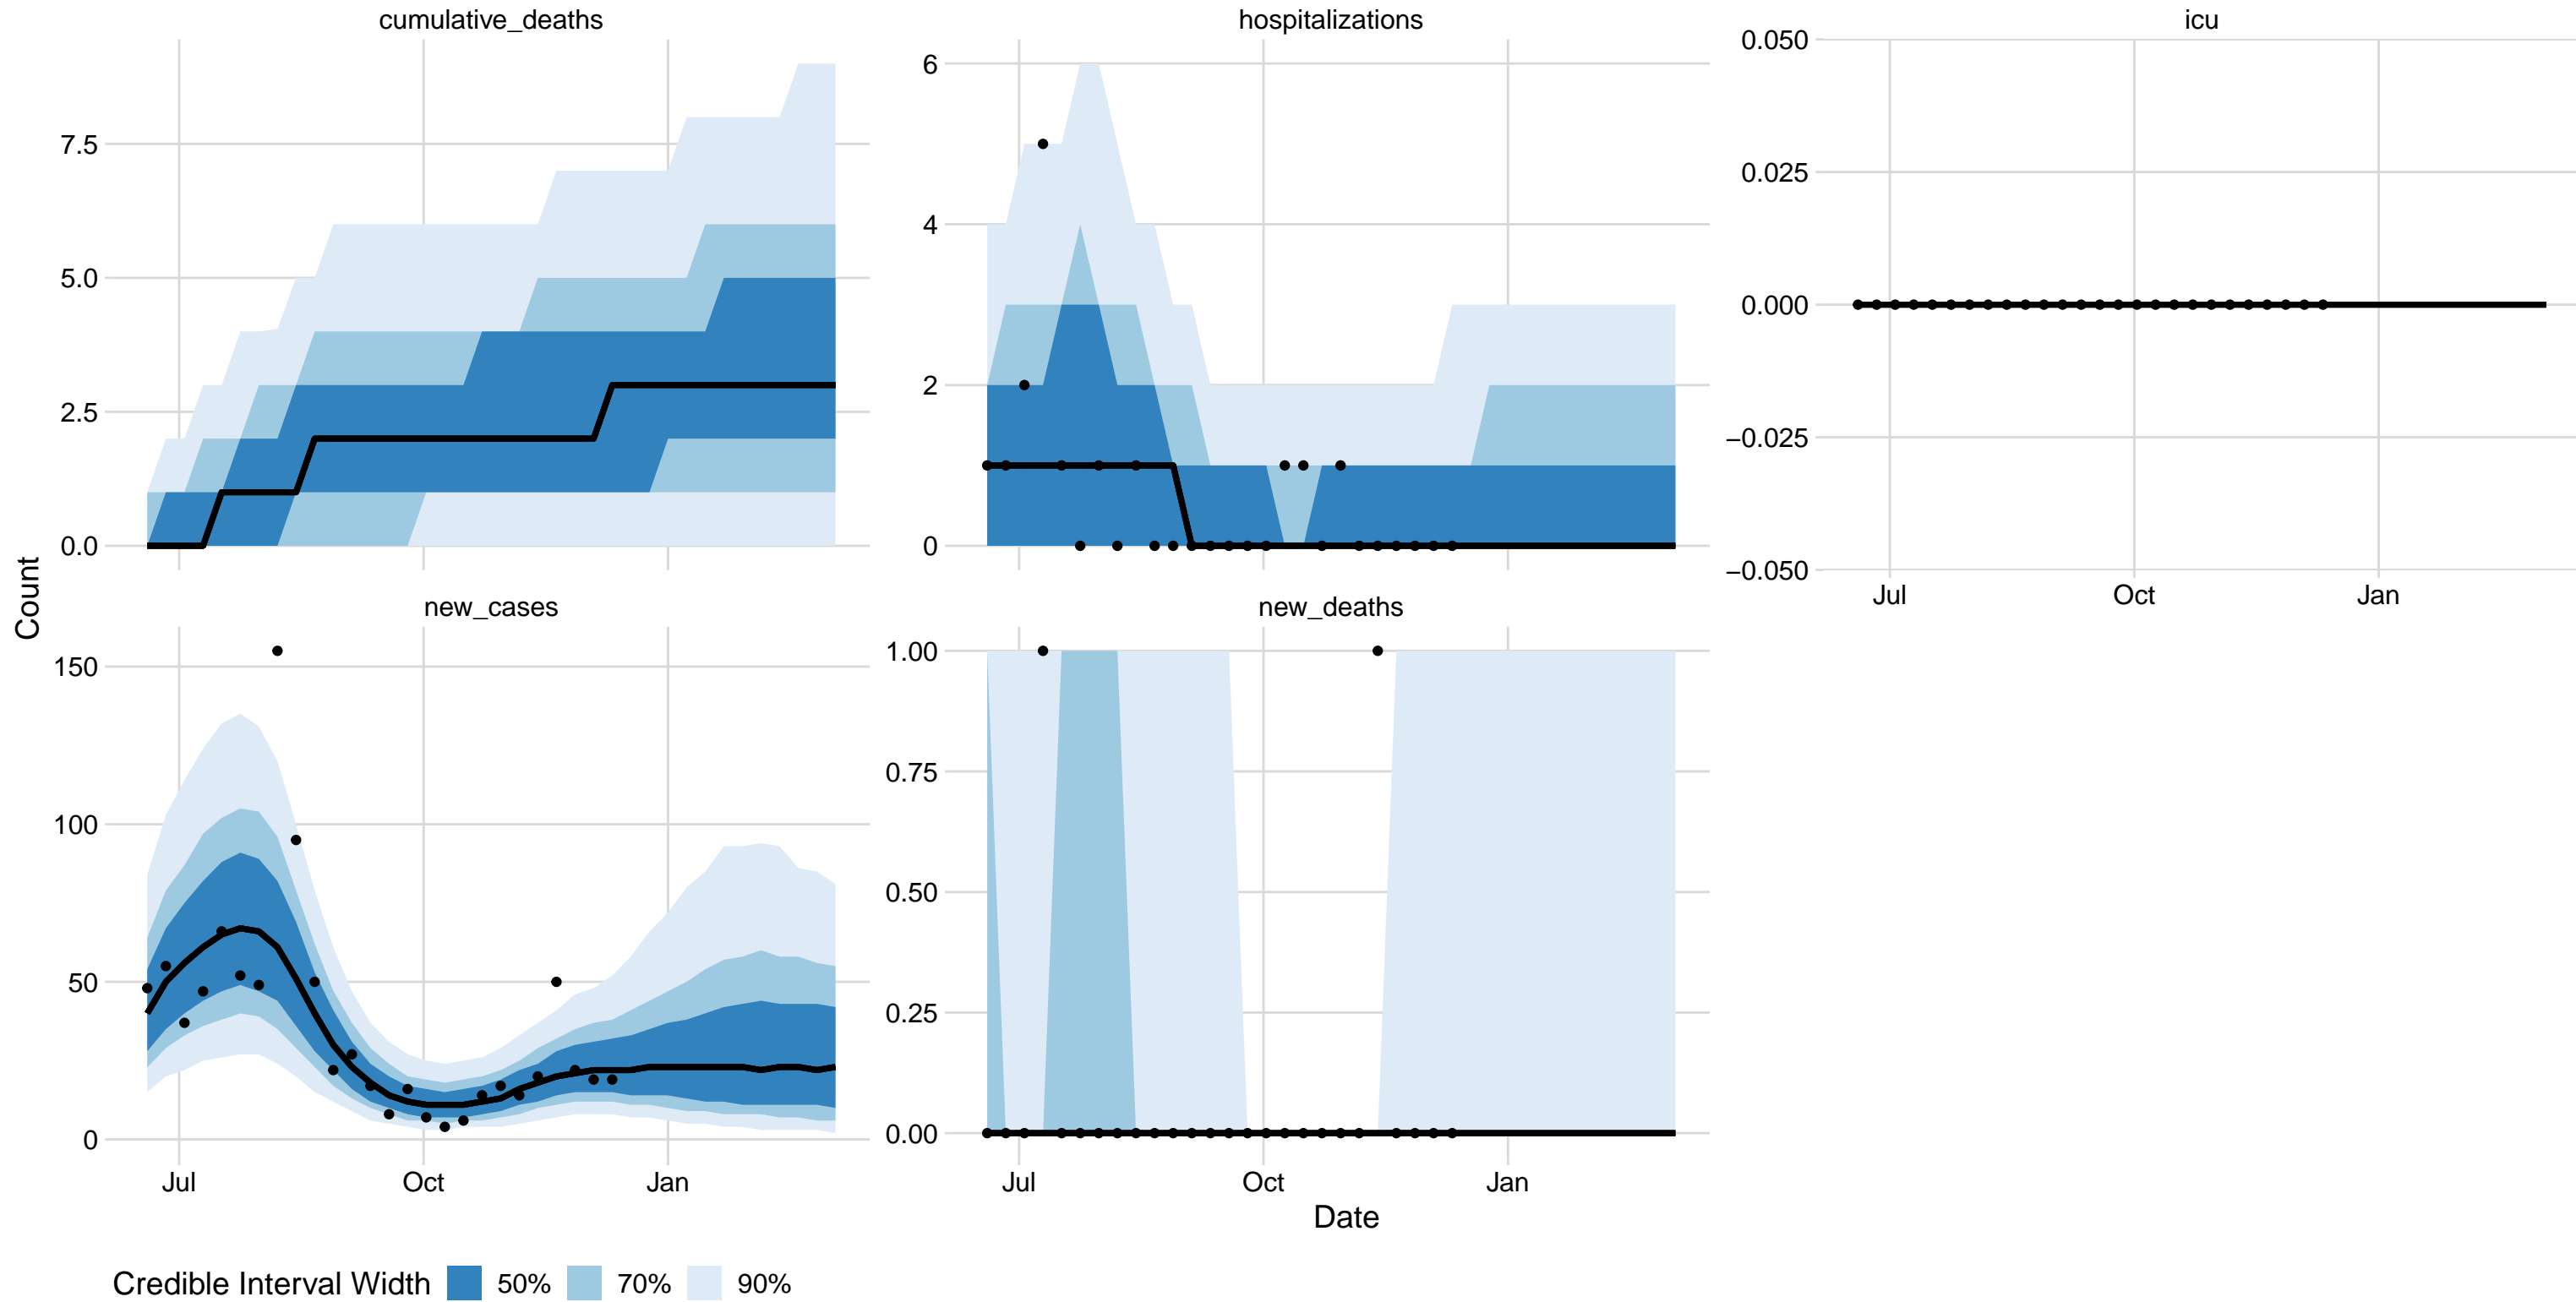 cumulative_deaths
hospitalizations
icu
7.5
5.0
2.5
0.0
6
4
2
0
0.050
0.025
0.000
−0.025
−0.050
Jul
Oct
Jan
Count
new_cases
new_deaths
150
100
50
0
1.00
0.75
0.50
0.25
0.00
Jul
Oct
Jan
Jul
Oct
Jan
Date
Credible Interval Width
50%
70%
90%